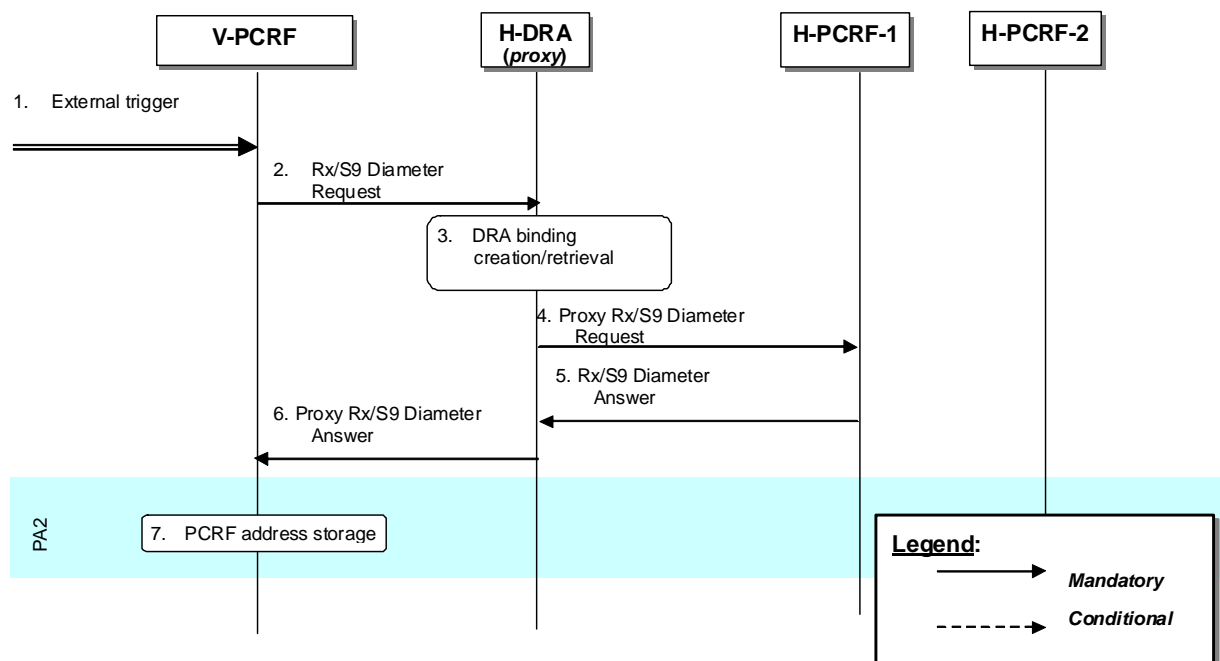 V-PCRF
H-DRA
(proxy)
H-PCRF-1
H-PCRF-2
1. External trigger
2. Rx/S9 Diameter
Request
3. DRA binding
creation/retrieval
4. Proxy Rx/S9 Diameter
Request
5. Rx/S9 Diameter
Answer
6. Proxy Rx/S9 Diameter
Answer
PA2
7. PCRF address storage
Legend:
Mandatory
Conditional